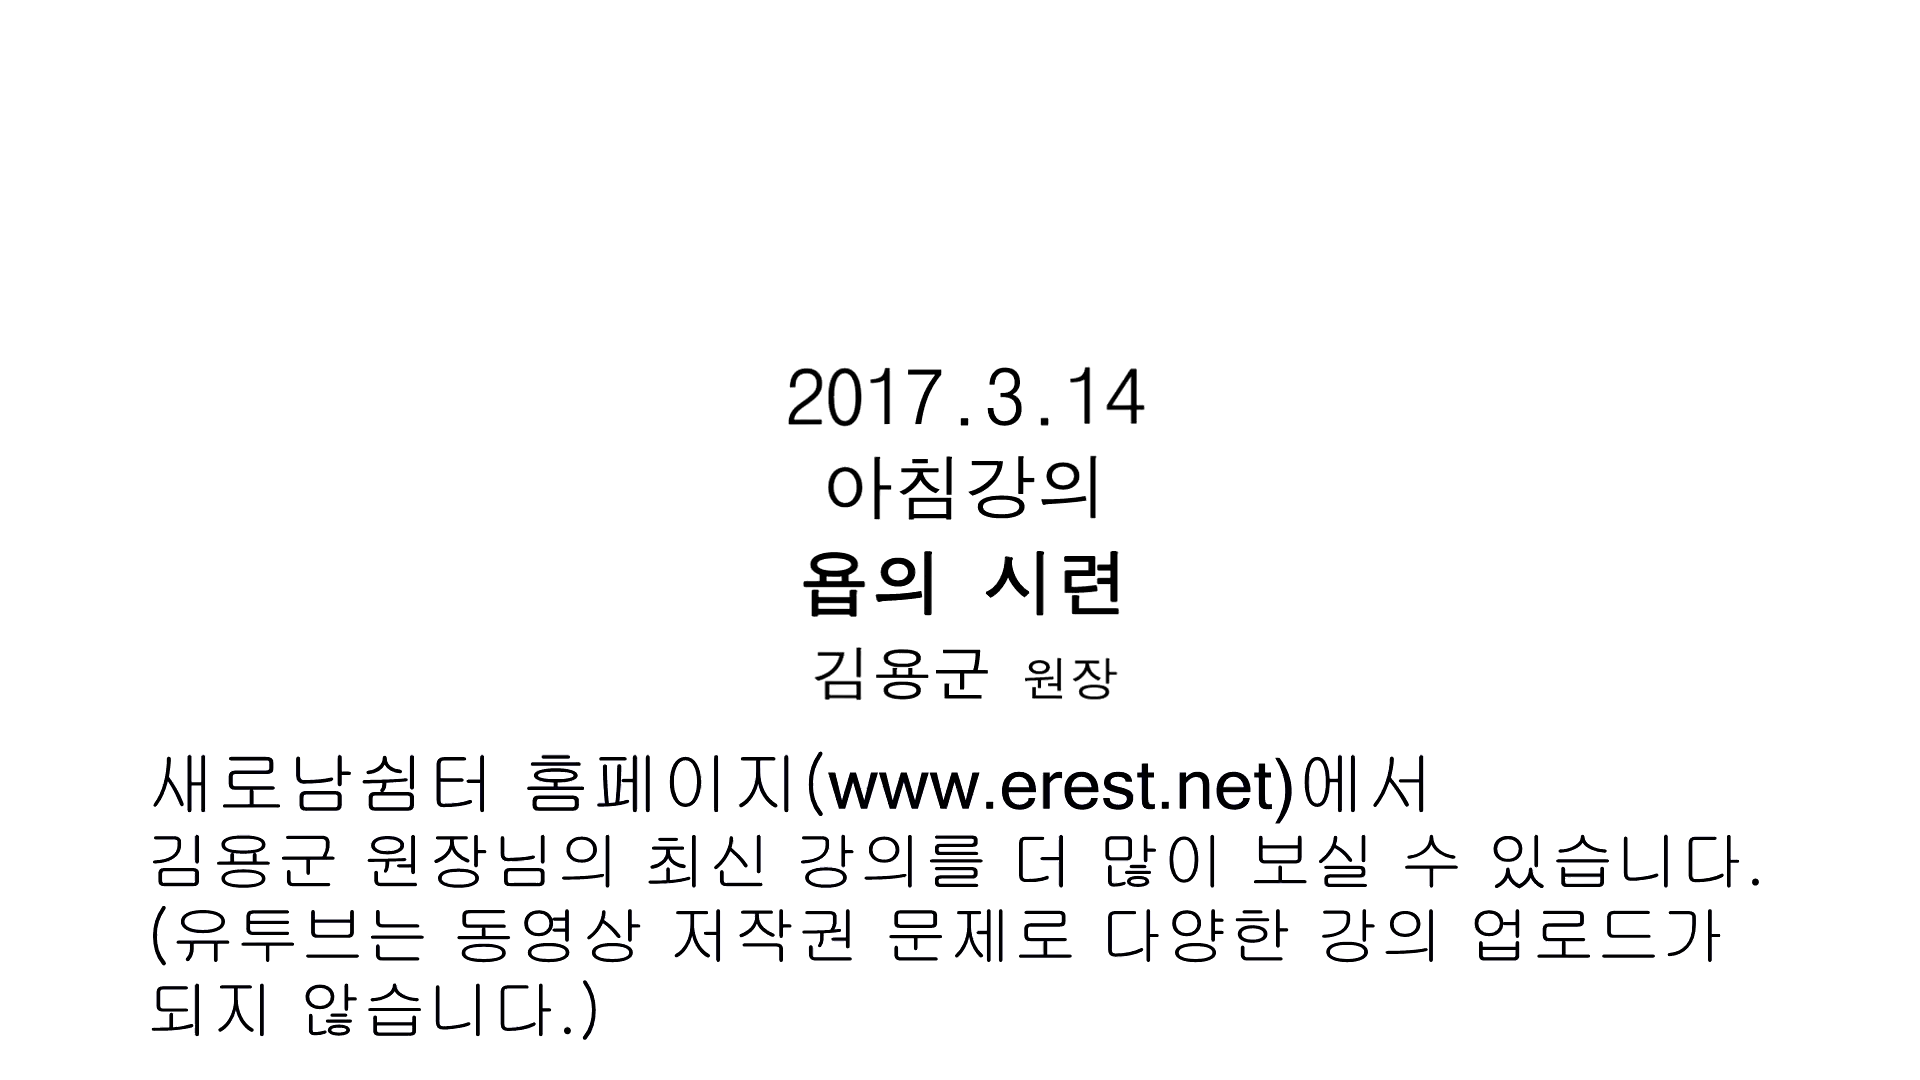 2017.3.14
아침강의
욥의 시련
김용군 원장
새로남쉼터 홈페이지(www.erest.net)에서
김용군 원장님의 최신 강의를 더 많이 보실 수 있습니다.
(유투브는 동영상 저작권 문제로 다양한 강의 업로드가
되지 않습니다.)